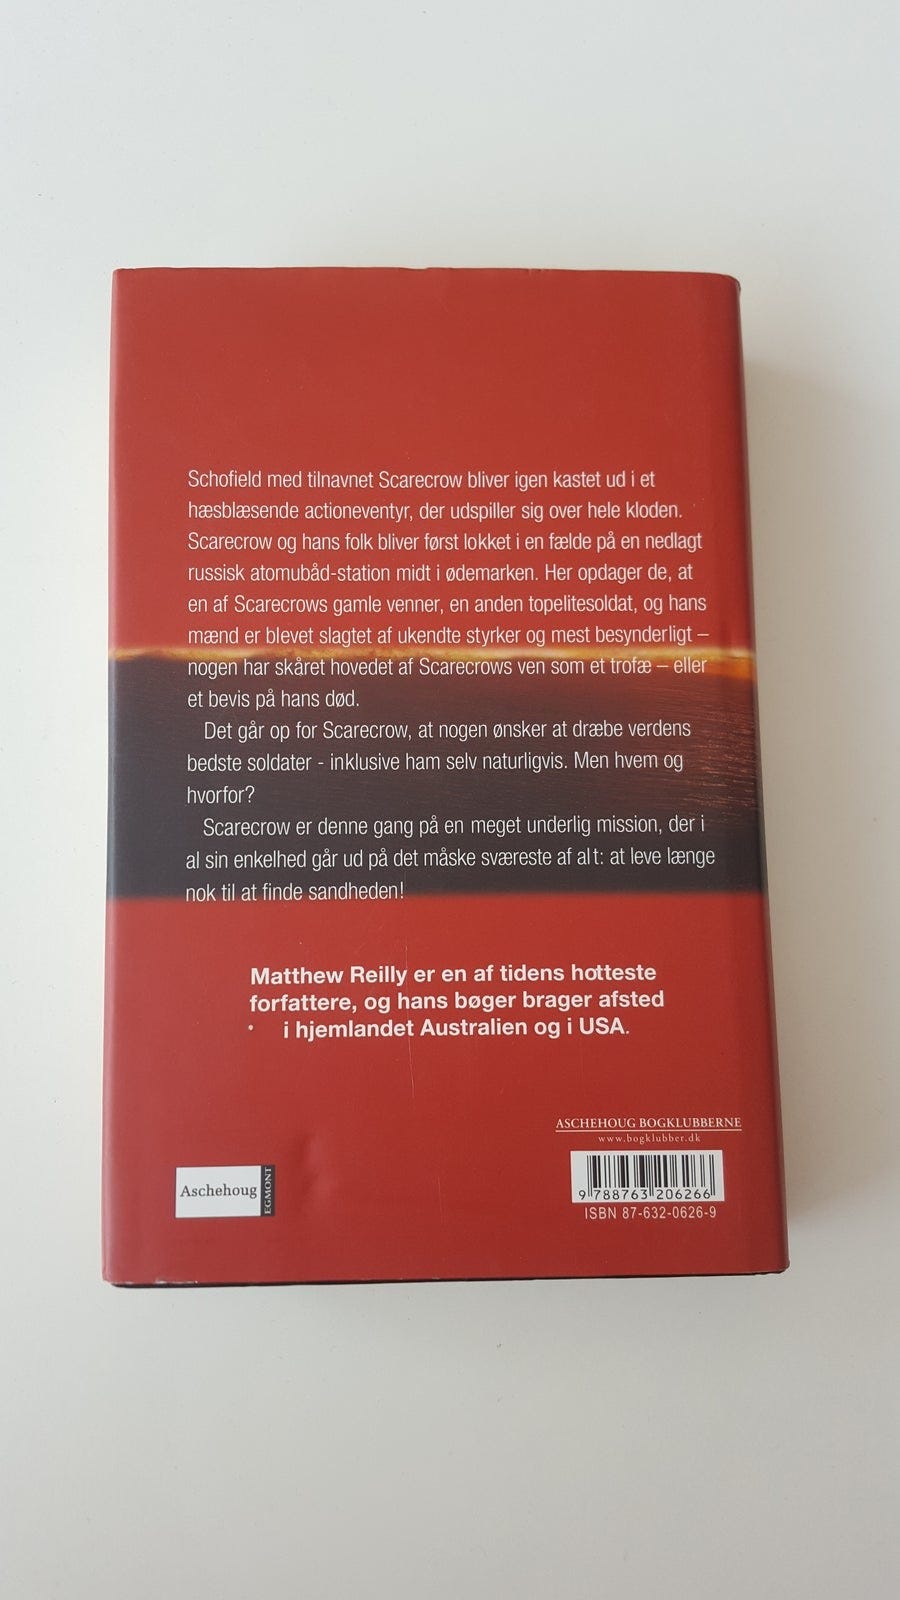 Schofield med tilnavnet Scarecrow bliver igen kastet ud i et
hæsblæsende actioneventyr, der udspiller sig over hele kloden.
Scarecrow og hans folk bliver først lokket i en fælde på en nedlagt
russisk atomubåd-station midt i ødemarken. Her opdager de, at
en af Scarecrows gamle venner, en anden topelitesoldat, og hans
mænd er blevet slagtet af ukendte styrker og mest besynderligt –
nogen har skåret hovedet af Scarecrows ven som et trofæ – eller
et bevis på hans død.
Det går op for Scarecrow, at nogen ønsker at dræbe verdens
bedste soldater - inklusive ham selv naturligvis. Men hvem og
hvorfor?
Scarecrow er denne gang på en meget underlig mission, der i
al sin enkelhed går ud på det måske sværeste af alt: at leve længe
nok til at finde sandheden!
Matthew Reilly er en af tidens hotteste
forfattere, og hans bøger brager afsted
i hjemlandet Australien og i USA.
ASCHEHOUG BOGKLUBBERNE
www.bogklubber.dk
Aschehoug
EGMONT
9 788763 206266
ISBN 87-632-0626-9